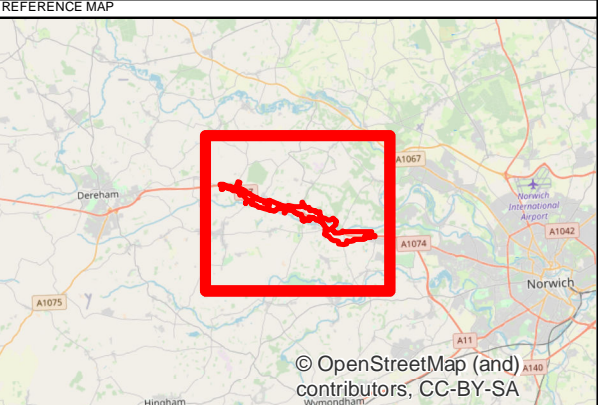 REFERENCE MAP
A1067
Dereham
Norwich
International
Airport
A1042
A1074
Norwich
A1075
A11
A140
© OpenStreetMap (and)
contributors, CC-BY-SA
Hingham
Wymondham